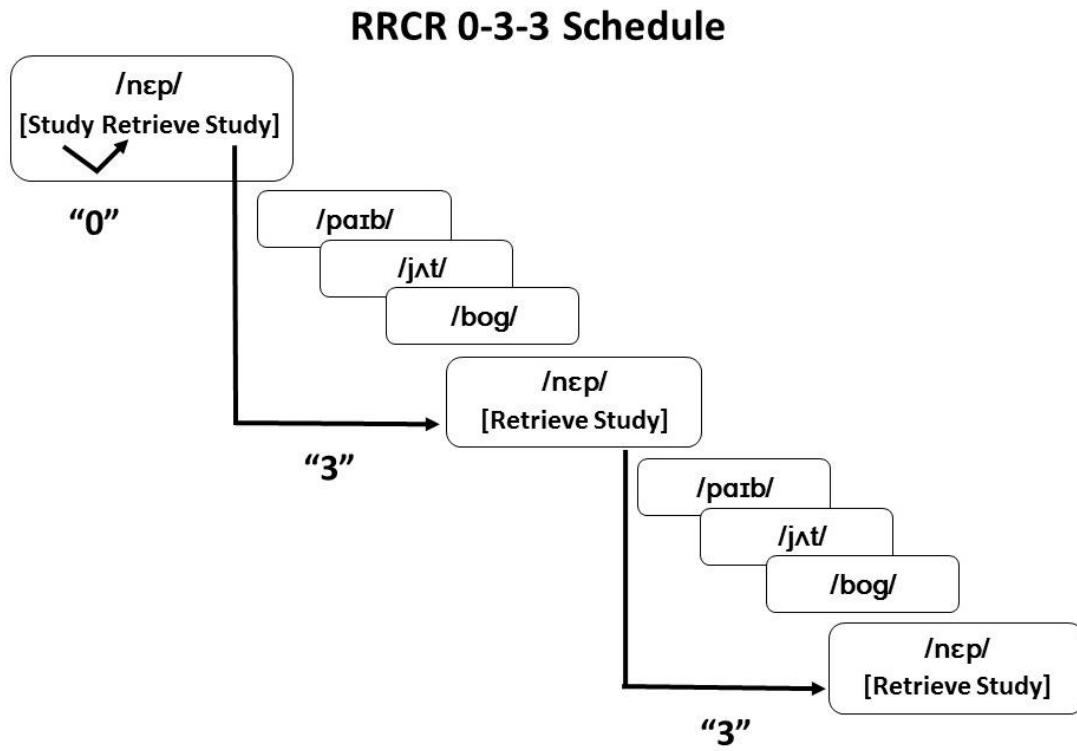 RRCR 0-3-3 Schedule
/nɛp/
[Study Retrieve Study]
“0”
/paɪb/
/jʌt/
/bog/
/nɛp/
[Retrieve Study]
“3”
/paɪb/
/jʌt/
/bog/
/nɛp/
[Retrieve Study]
“3”